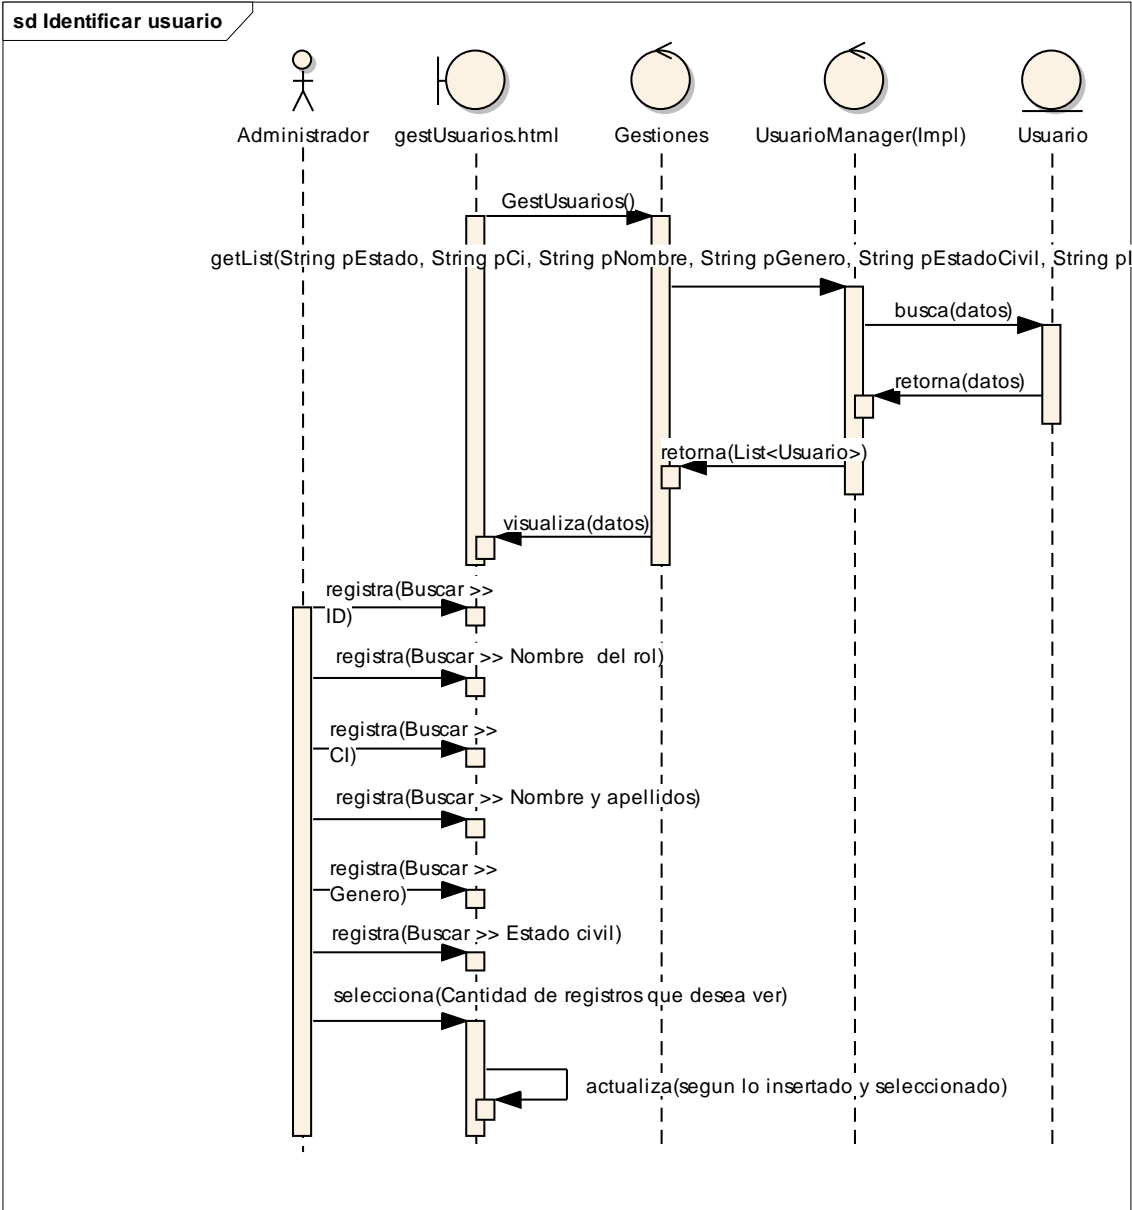 sd Identificar usuario
Administrador
gestUsuarios.html
Gestiones
UsuarioManager(Impl)
Usuario
GestUsuarios()
getList(String pEstado, String pCi, String pNombre, String pGenero, String pEstadoCivil, String
busca(datos)
retorna(datos)
retorna(List<Usuario>)
visualiza(datos)
registra(Buscar >>
ID)
registra(Buscar >> Nombre  del rol)
registra(Buscar >>
CI)
registra(Buscar >> Nombre y apellidos)
registra(Buscar >>
Genero)
registra(Buscar >> Estado civil)
selecciona(Cantidad de registros que desea ver)
actualiza(segun lo insertado y seleccionado)